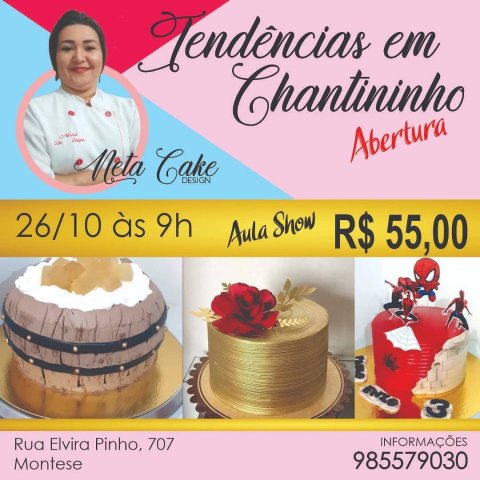 Tendências em
Chantininho
Abertura
Neta Cake
DESIGN
26/10 às 9h
Aula Show
R$ 55,00
3
Rua Elvira Pinho, 707
Montese
INFORMAÇÕES
985579030